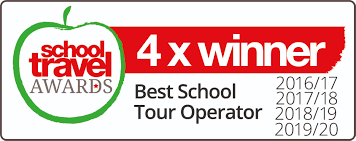 school
travel
AWARDS
4 x winner
Best School
Tour Operator
2016/17
2017/18
2018/19
2019/20